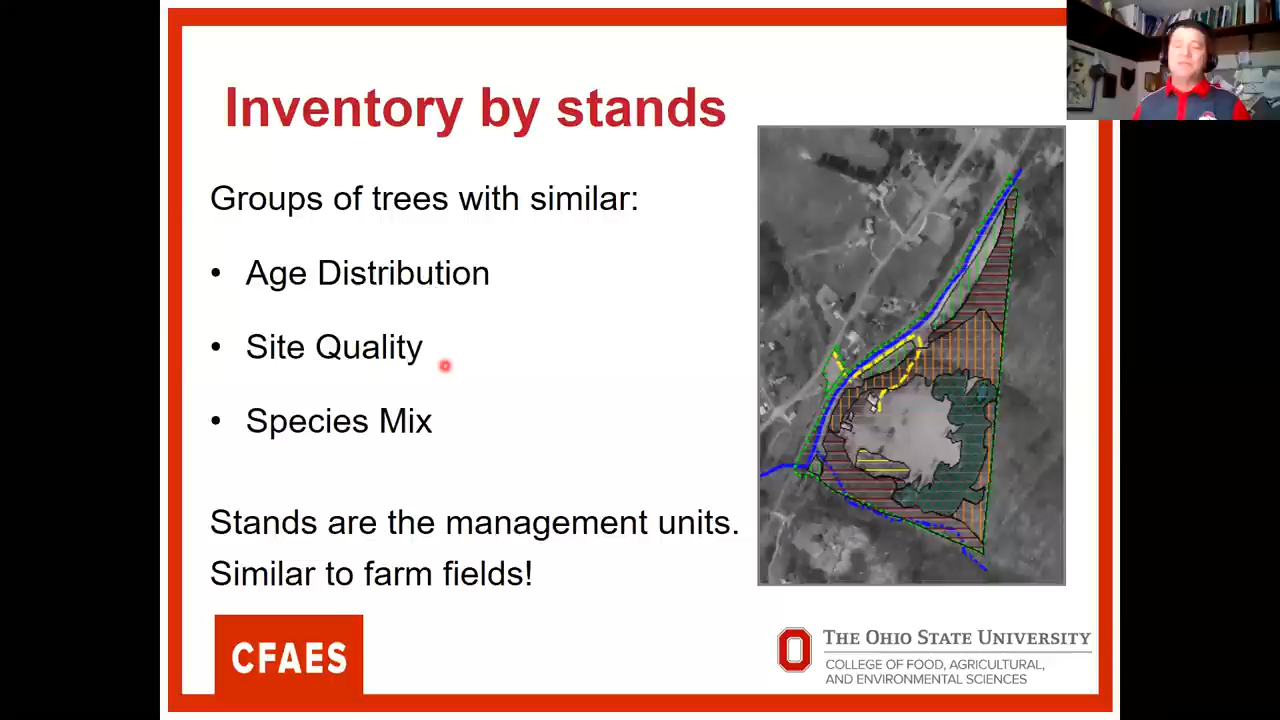 Inventory by stands
Groups of trees with similar:
• Age Distribution
• Site Quality
• Species Mix
Stands are the management units.
Similar to farm fields!
CFAES
THE OHIO STATE UNIVERSITY
COLLEGE OF FOOD, AGRICULTURAL,
AND ENVIRONMENTAL SCIENCES